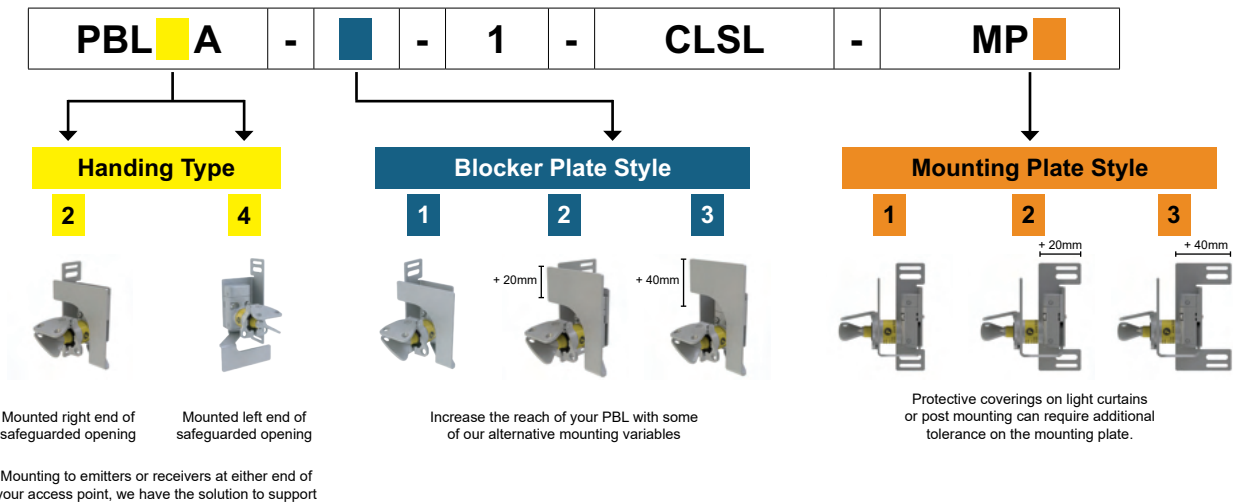 PBL A - - 1 - CLSL - MP
Handing Type
Blocker Plate Style
Mounting Plate Style
2 4
1 2 3
1 2 3
+ 20mm
+ 40mm
+ 20mm
+ 40mm
Mounted right end of
safeguarded opening
Mounted left end of
safeguarded opening
Increase the reach of your PBL with some
of our alternative mounting variables
Protective coverings on light curtains
or post mounting can require additional
tolerance on the mounting plate.
Mounting to emitters or receivers at either end of
your access point, we have the solution to support